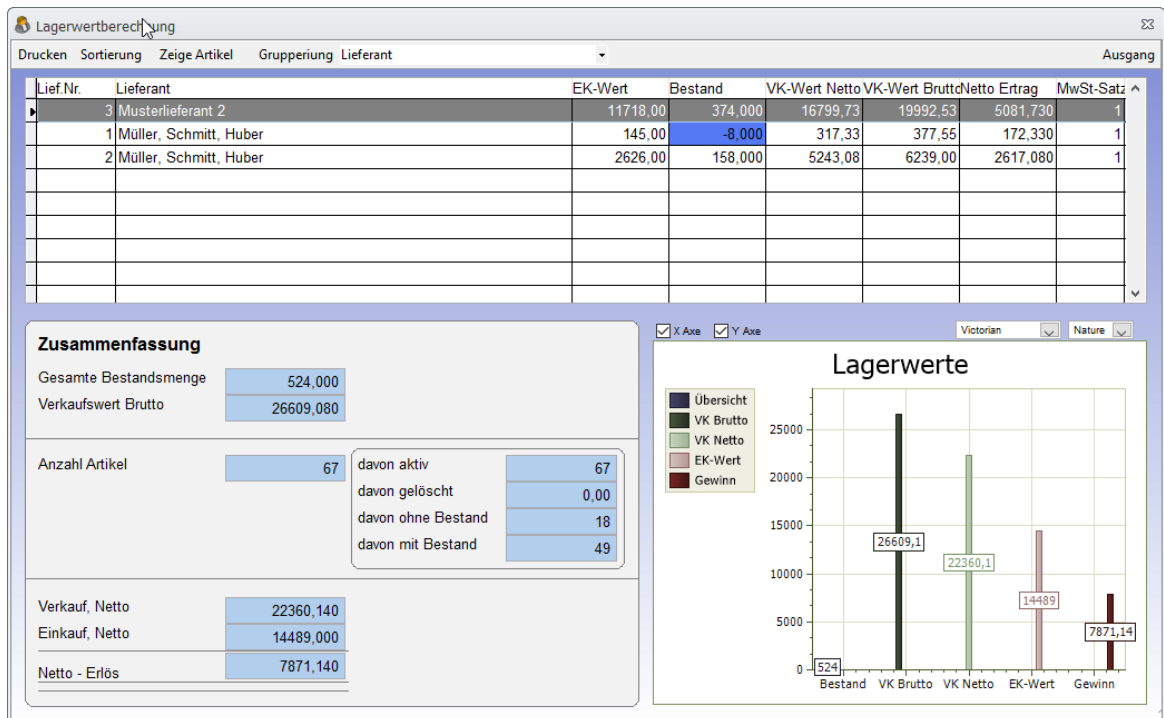 Lagerwertberechnung
Drucken Sortierung Zeige Artikel Grupperiung Lieferant Ausgang
Lief.Nr. Lieferant EK-Wert Bestand VK-Wert Netto VK-Wert Brutto Netto Ertrag MwSt-Satz
3 Musterlieferant 2 11718,00 374,000 16799,73 19992,53 5081,730 1
1 Müller, Schmitt, Huber 145,00 -8,000 317,33 377,55 172,330 1
2 Müller, Schmitt, Huber 2626,00 158,000 5243,08 6239,00 2617,080 1
Zusammenfassung
Gesamte Bestandsmenge 524,000
Verkaufswert Brutto 26609,080
Anzahl Artikel 67
davon aktiv 67
davon gelöscht 0,00
davon ohne Bestand 18
davon mit Bestand 49
Verkauf, Netto 22360,140
Einkauf, Netto 14489,000
Netto - Erlös 7871,140
X Axe Y Axe Victorian Nature
Lagerwerte
Übersicht
VK Brutto
VK Netto
EK-Wert
Gewinn
25000
20000
15000
10000
5000
0
524
26609,1
22360,1
14489
7871,14
Bestand VK Brutto VK Netto EK-Wert Gewinn